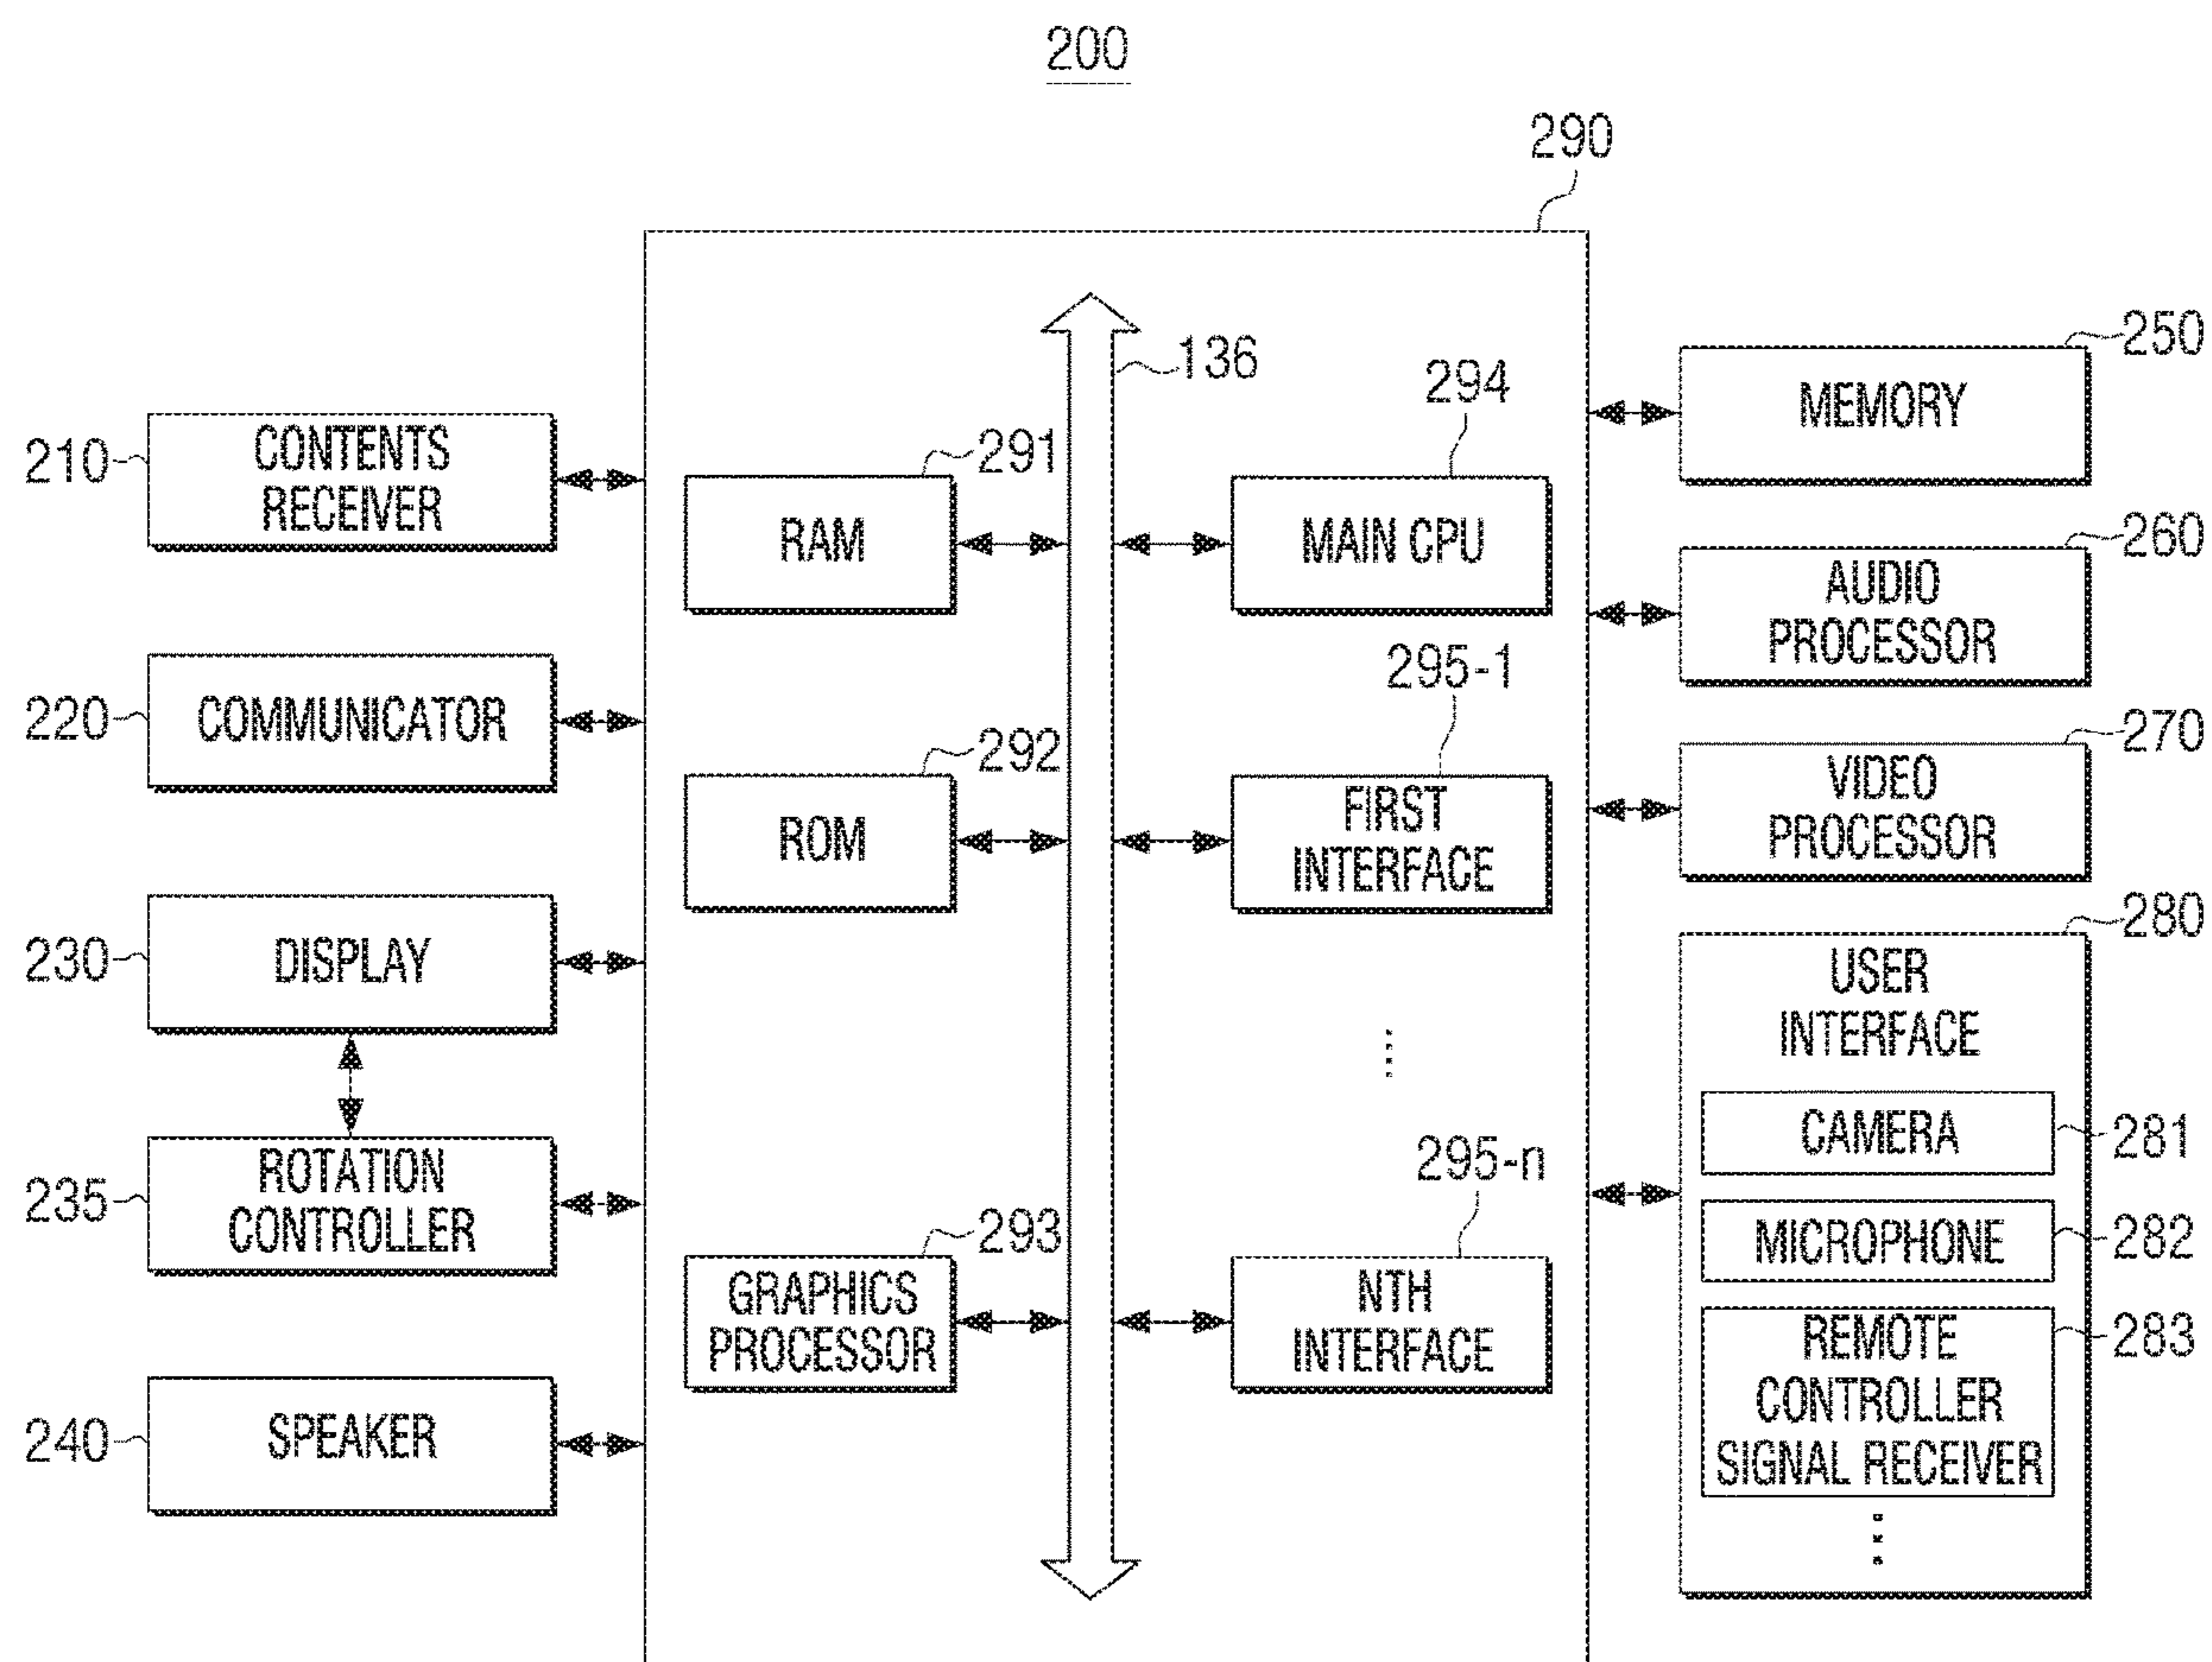 200
290
136
210
CONTENTS
RECEIVER
220
COMMUNICATOR
230
DISPLAY
235
ROTATION
CONTROLLER
240
SPEAKER
291
RAM
292
ROM
293
GRAPHICS
PROCESSOR
294
MAIN CPU
295-1
FIRST
INTERFACE
295-n
NTH
INTERFACE
250
MEMORY
260
AUDIO
PROCESSOR
270
VIDEO
PROCESSOR
280
USER
INTERFACE
CAMERA
281
MICROPHONE
282
REMOTE
CONTROLLER
SIGNAL RECEIVER
283